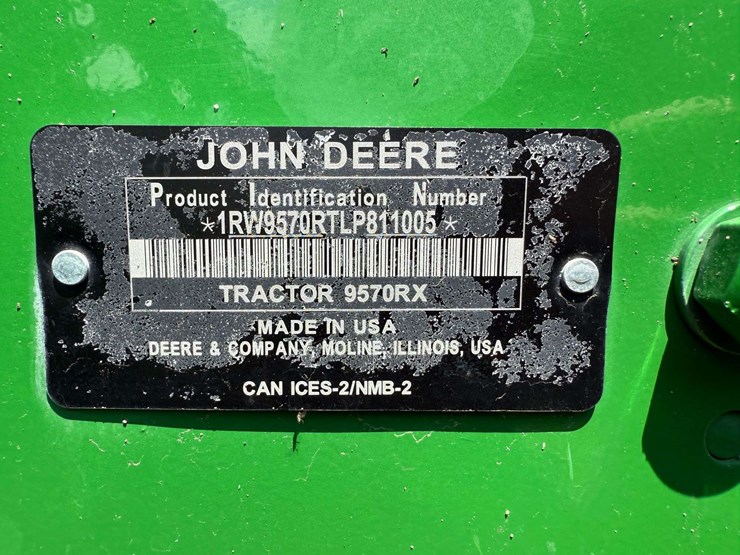 JOHN DEERE
Product Identification Number
*1RW9570RTLP811005*
TRACTOR 9570RX
MADE IN USA
DEERE & COMPANY, MOLINE, ILLINOIS, USA
CAN ICES-2/NMB-2